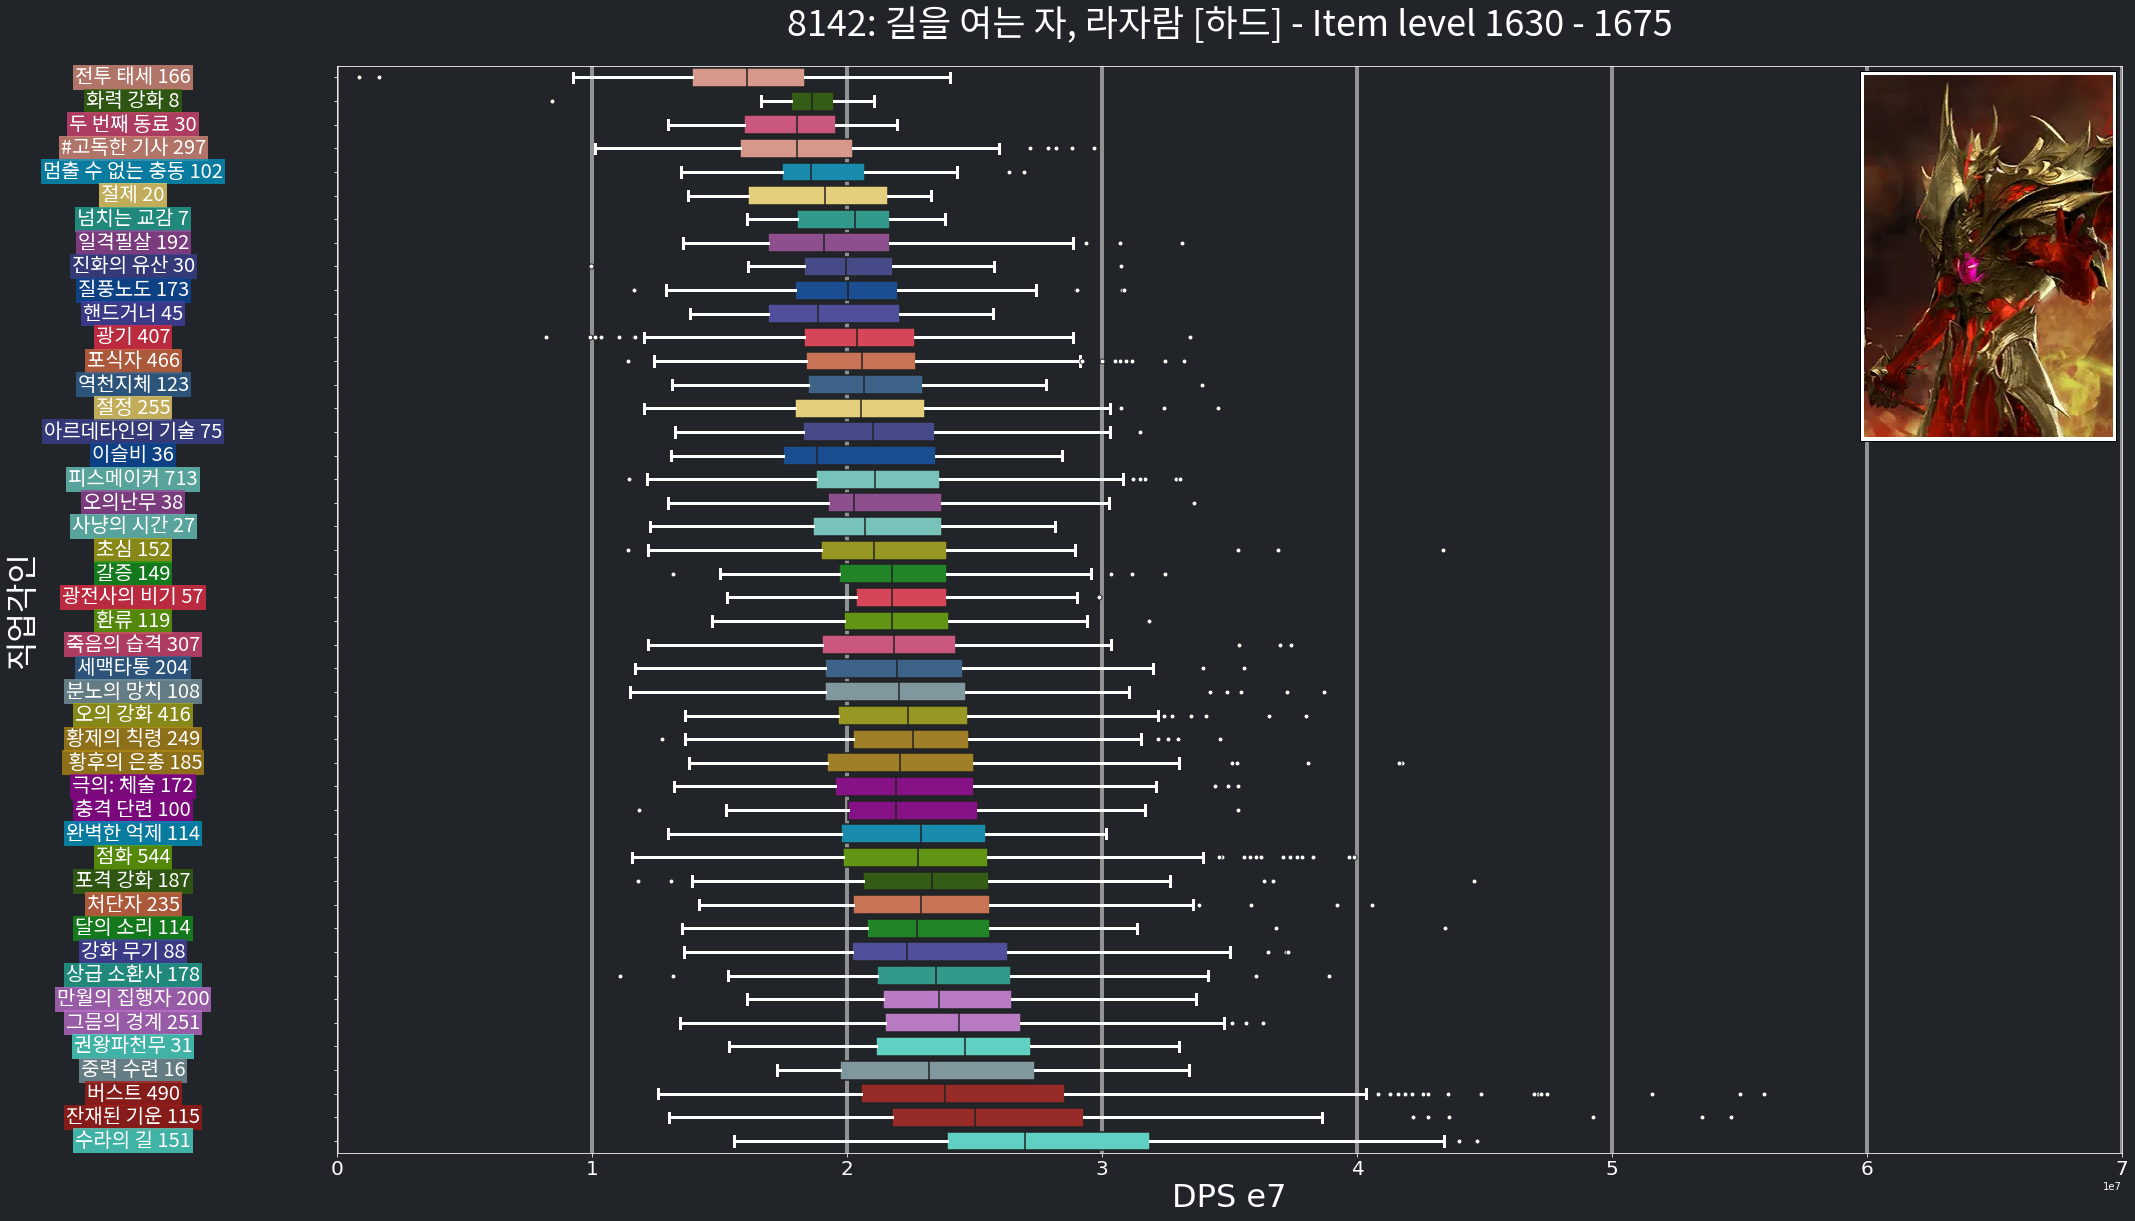 8142: 길을 여는 자, 라자람 [하드] - Item level 1630 - 1675
직업각인
전투 태세 166
화력 강화 8
두 번째 동료 30
#고독한 기사 297
멈출 수 없는 충동 102
절제 20
넘치는 교감 7
일격필살 192
진화의 유산 30
질풍노도 173
핸드거너 45
광기 407
포식자 466
역천지체 123
절정 255
아르데타인의 기술 75
이슬비 36
피스메이커 713
오의난무 38
사냥의 시간 27
초심 152
갈증 149
광전사의 비기 57
환류 119
죽음의 습격 307
세맥타통 204
분노의 망치 108
오의 강화 416
황제의 칙령 249
황후의 은총 185
극의: 체술 172
충격 단련 100
완벽한 억제 114
점화 544
포격 강화 187
처단자 235
달의 소리 114
강화 무기 88
상급 소환사 178
만월의 집행자 200
그믐의 경계 251
권왕파천무 31
중력 수련 16
버스트 490
잔재된 기운 115
수라의 길 151
0 1 2 3 4 5 6 7
DPS e7
1e7